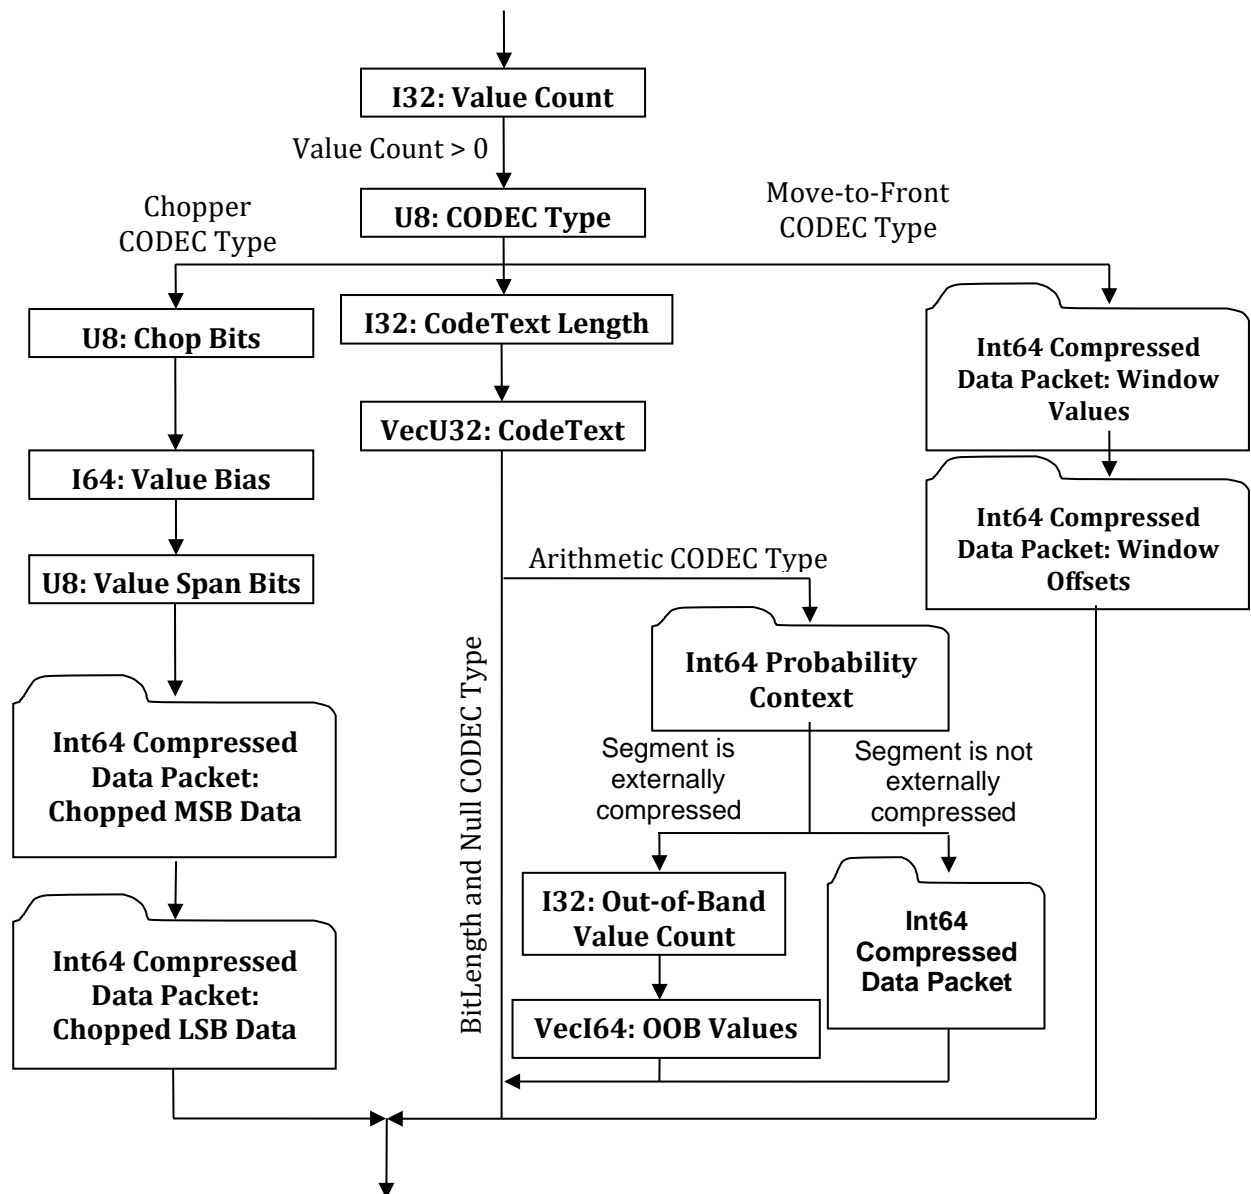 I32: Value Count
Value Count > 0
U8: CODEC Type
Chopper
CODEC Type
Move-to-Front
CODEC Type
U8: Chop Bits
I64: Value Bias
U8: Value Span Bits
Int64 Compressed
Data Packet:
Chopped MSB Data
Int64 Compressed
Data Packet:
Chopped LSB Data
I32: CodeText Length
VecU32: CodeText
BitLength and Null CODEC Type
Arithmetic CODEC Type
Int64 Probability
Context
Segment is
externally
compressed
Segment is not
externally
compressed
I32: Out-of-Band
Value Count
VecI64: OOB Values
Int64
Compressed
Data Packet
Int64 Compressed
Data Packet: Window
Values
Int64 Compressed
Data Packet: Window
Offsets